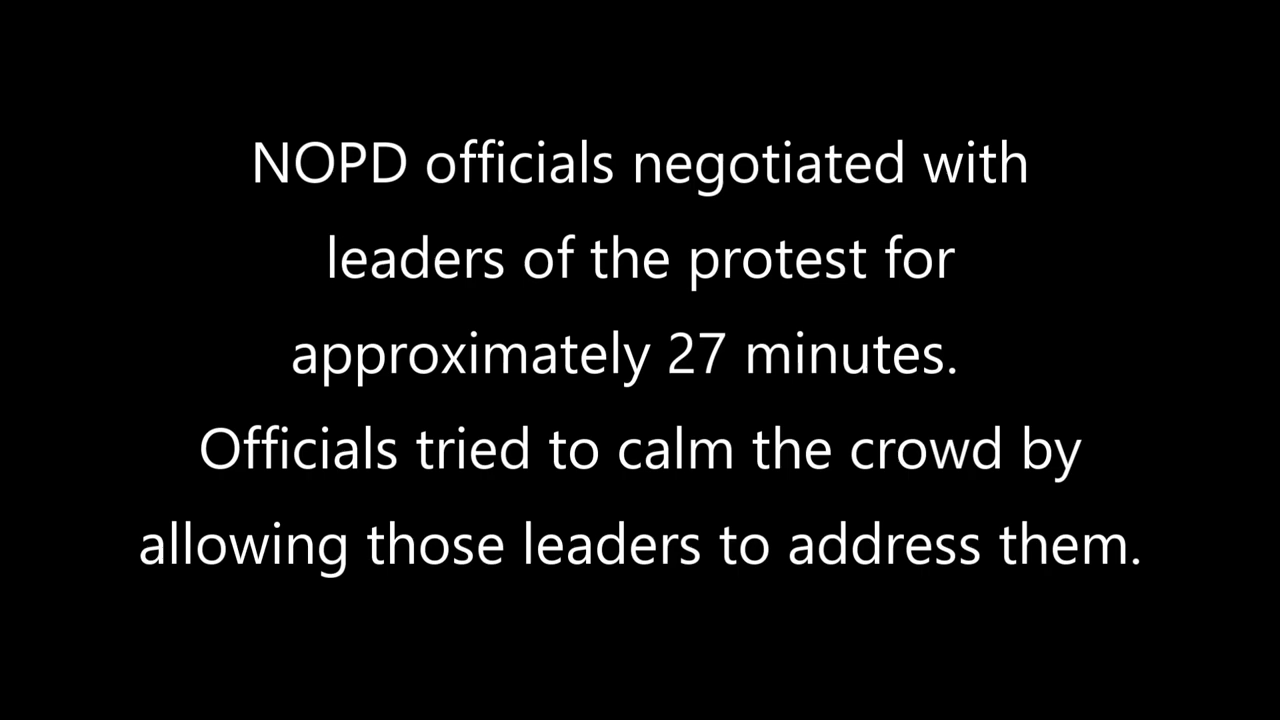 NOPD officials negotiated with
leaders of the protest for
approximately 27 minutes.
Officials tried to calm the crowd by
allowing those leaders to address them.